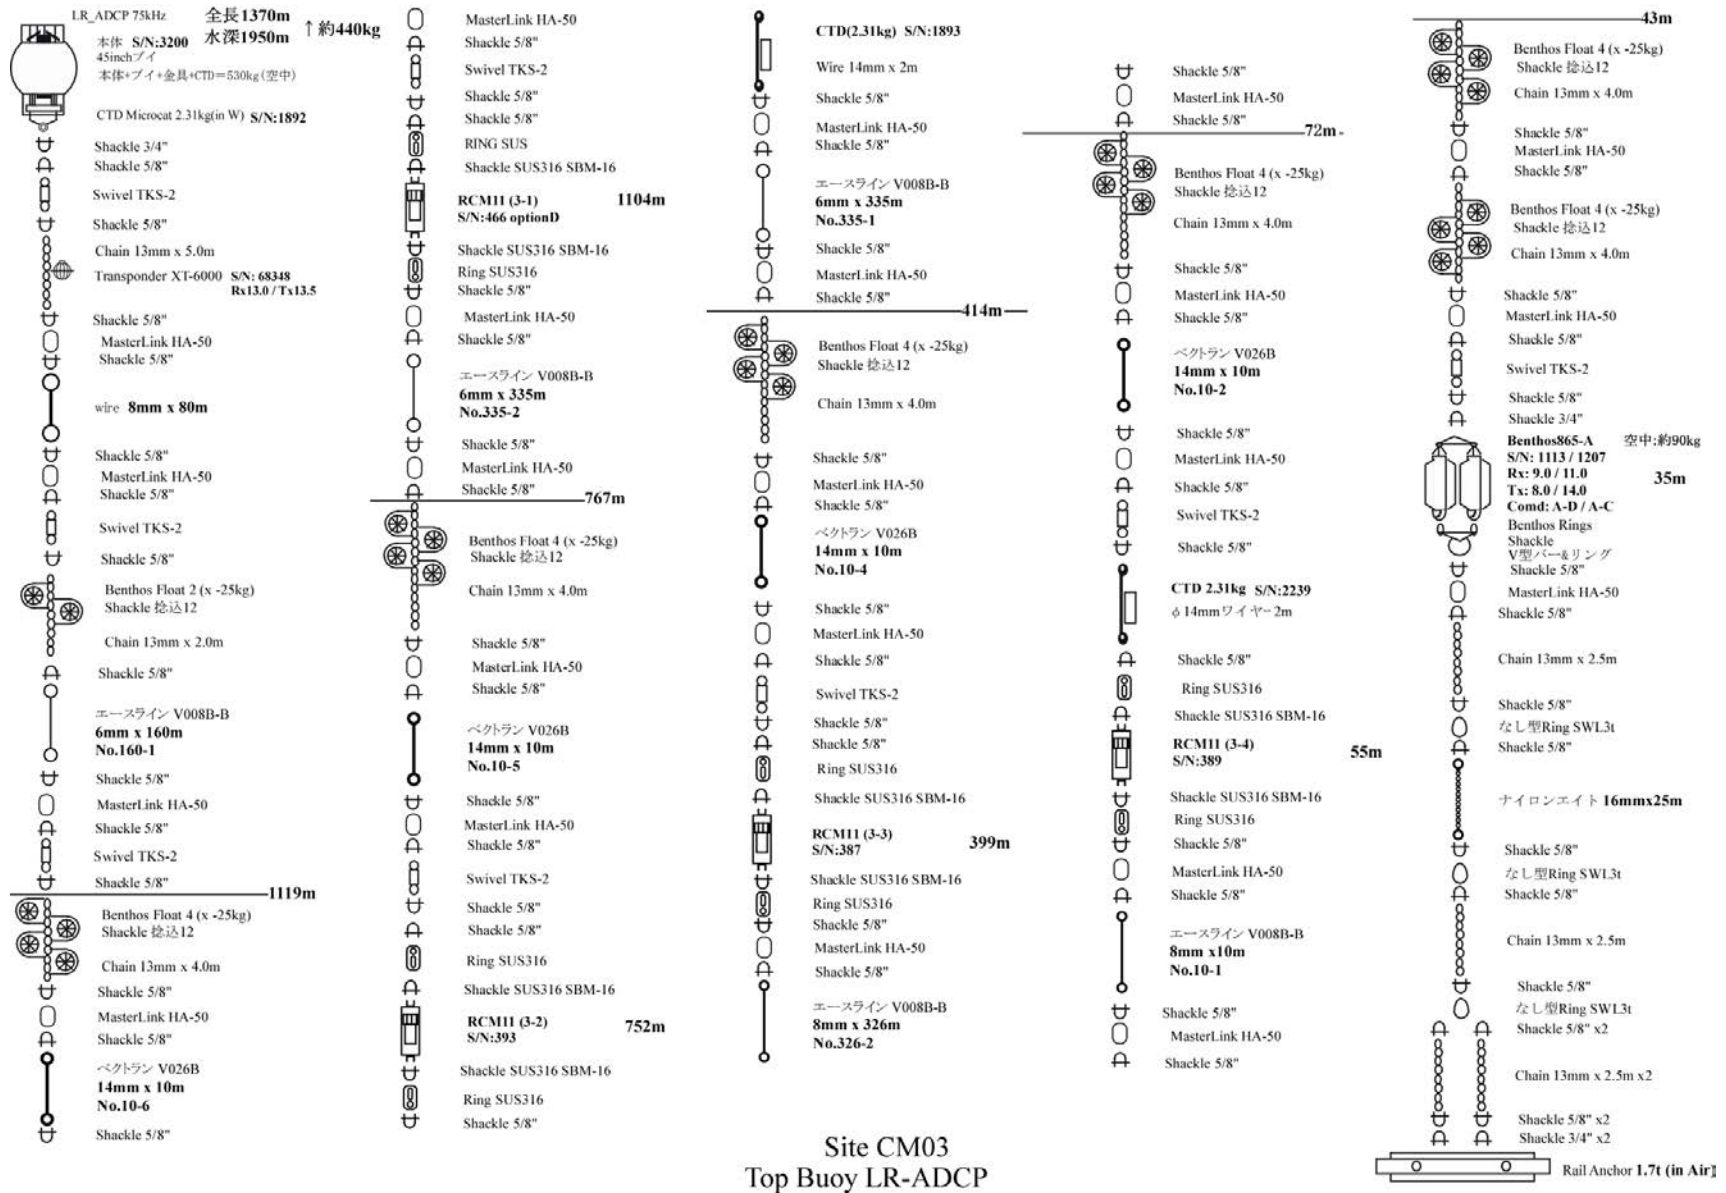 LR_ADCP 75kHz
全長1370m
水深1950m
↑約440kg
本体 S/N:3200
45inchブイ
本体+ブイ+金具+CTD=530kg(空中)
CTD Microcat 2.31kg(in W) S/N:1892
Shackle 3/4"
Shackle 5/8"
Swivel TKS-2
Shackle 5/8"
Chain 13mm x 5.0m
Transponder XT-6000 S/N: 68348
Rx13.0 / Tx13.5
Shackle 5/8"
MasterLink HA-50
Shackle 5/8"
wire 8mm x 80m
Shackle 5/8"
MasterLink HA-50
Shackle 5/8"
Swivel TKS-2
Shackle 5/8"
Benthos Float 2 (x -25kg)
Shackle 捻込12
Chain 13mm x 2.0m
Shackle 5/8"
エースライン V008B-B
6mm x 160m
No.160-1
Shackle 5/8"
MasterLink HA-50
Shackle 5/8"
Swivel TKS-2
Shackle 5/8"
1119m
Benthos Float 4 (x -25kg)
Shackle 捻込12
Chain 13mm x 4.0m
Shackle 5/8"
MasterLink HA-50
Shackle 5/8"
ベクトラン V026B
14mm x 10m
No.10-6
Shackle 5/8"
MasterLink HA-50
Shackle 5/8"
Swivel TKS-2
Shackle 5/8"
Shackle 5/8"
RING SUS
Shackle SUS316 SBM-16
RCM11 (3-1) 1104m
S/N:466 optionD
Shackle SUS316 SBM-16
Ring SUS316
Shackle 5/8"
MasterLink HA-50
Shackle 5/8"
エースライン V008B-B
6mm x 335m
No.335-2
Shackle 5/8"
MasterLink HA-50
Shackle 5/8"
767m
Benthos Float 4 (x -25kg)
Shackle 捻込12
Chain 13mm x 4.0m
Shackle 5/8"
MasterLink HA-50
Shackle 5/8"
ベクトラン V026B
14mm x 10m
No.10-5
Shackle 5/8"
MasterLink HA-50
Shackle 5/8"
Swivel TKS-2
Shackle 5/8"
Shackle 5/8"
Ring SUS316
Shackle SUS316 SBM-16
RCM11 (3-2) 752m
S/N:393
Shackle SUS316 SBM-16
Ring SUS316
Shackle 5/8"
CTD(2.31kg) S/N:1893
Wire 14mm x 2m
Shackle 5/8"
MasterLink HA-50
Shackle 5/8"
エースライン V008B-B
6mm x 335m
No.335-1
Shackle 5/8"
MasterLink HA-50
Shackle 5/8"
414m
Benthos Float 4 (x -25kg)
Shackle 捻込12
Chain 13mm x 4.0m
Shackle 5/8"
MasterLink HA-50
Shackle 5/8"
ベクトラン V026B
14mm x 10m
No.10-4
Shackle 5/8"
MasterLink HA-50
Shackle 5/8"
Swivel TKS-2
Shackle 5/8"
Shackle 5/8"
Ring SUS316
Shackle SUS316 SBM-16
RCM11 (3-3) 399m
S/N:387
Shackle SUS316 SBM-16
Ring SUS316
Shackle 5/8"
MasterLink HA-50
Shackle 5/8"
エースライン V008B-B
8mm x 326m
No.326-2
Shackle 5/8"
MasterLink HA-50
Shackle 5/8"
72m
Benthos Float 4 (x -25kg)
Shackle 捻込12
Chain 13mm x 4.0m
Shackle 5/8"
MasterLink HA-50
Shackle 5/8"
ベクトラン V026B
14mm x 10m
No.10-2
Shackle 5/8"
MasterLink HA-50
Shackle 5/8"
Swivel TKS-2
Shackle 5/8"
CTD 2.31kg S/N:2239
φ14mmワイヤー2m
Shackle 5/8"
Ring SUS316
Shackle SUS316 SBM-16
RCM11 (3-4) 55m
S/N:389
Shackle SUS316 SBM-16
Ring SUS316
Shackle 5/8"
MasterLink HA-50
Shackle 5/8"
エースライン V008B-B
8mm x10m
No.10-1
Shackle 5/8"
MasterLink HA-50
Shackle 5/8"
43m
Benthos Float 4 (x -25kg)
Shackle 捻込12
Chain 13mm x 4.0m
Shackle 5/8"
MasterLink HA-50
Shackle 5/8"
Benthos Float 4 (x -25kg)
Shackle 捻込12
Chain 13mm x 4.0m
Shackle 5/8"
MasterLink HA-50
Shackle 5/8"
Swivel TKS-2
Shackle 5/8"
Shackle 3/4"
Benthos865-A 空中:約90kg
S/N: 1113 / 1207
Rx: 9.0 / 11.0 35m
Tx: 8.0 / 14.0
Comd: A-D / A-C
Benthos Rings
Shackle
V型バー&リング
Shackle 5/8"
MasterLink HA-50
Shackle 5/8"
Chain 13mm x 2.5m
Shackle 5/8"
なし型Ring SWL3t
Shackle 5/8"
ナイロンエイト 16mmx25m
Shackle 5/8"
なし型Ring SWL3t
Shackle 5/8"
Chain 13mm x 2.5m
Shackle 5/8"
なし型Ring SWL3t
Shackle 5/8" x2
Chain 13mm x 2.5m x2
Shackle 5/8" x2
Shackle 3/4" x2
Rail Anchor 1.7t (in Air)
Site CM03
Top Buoy LR-ADCP